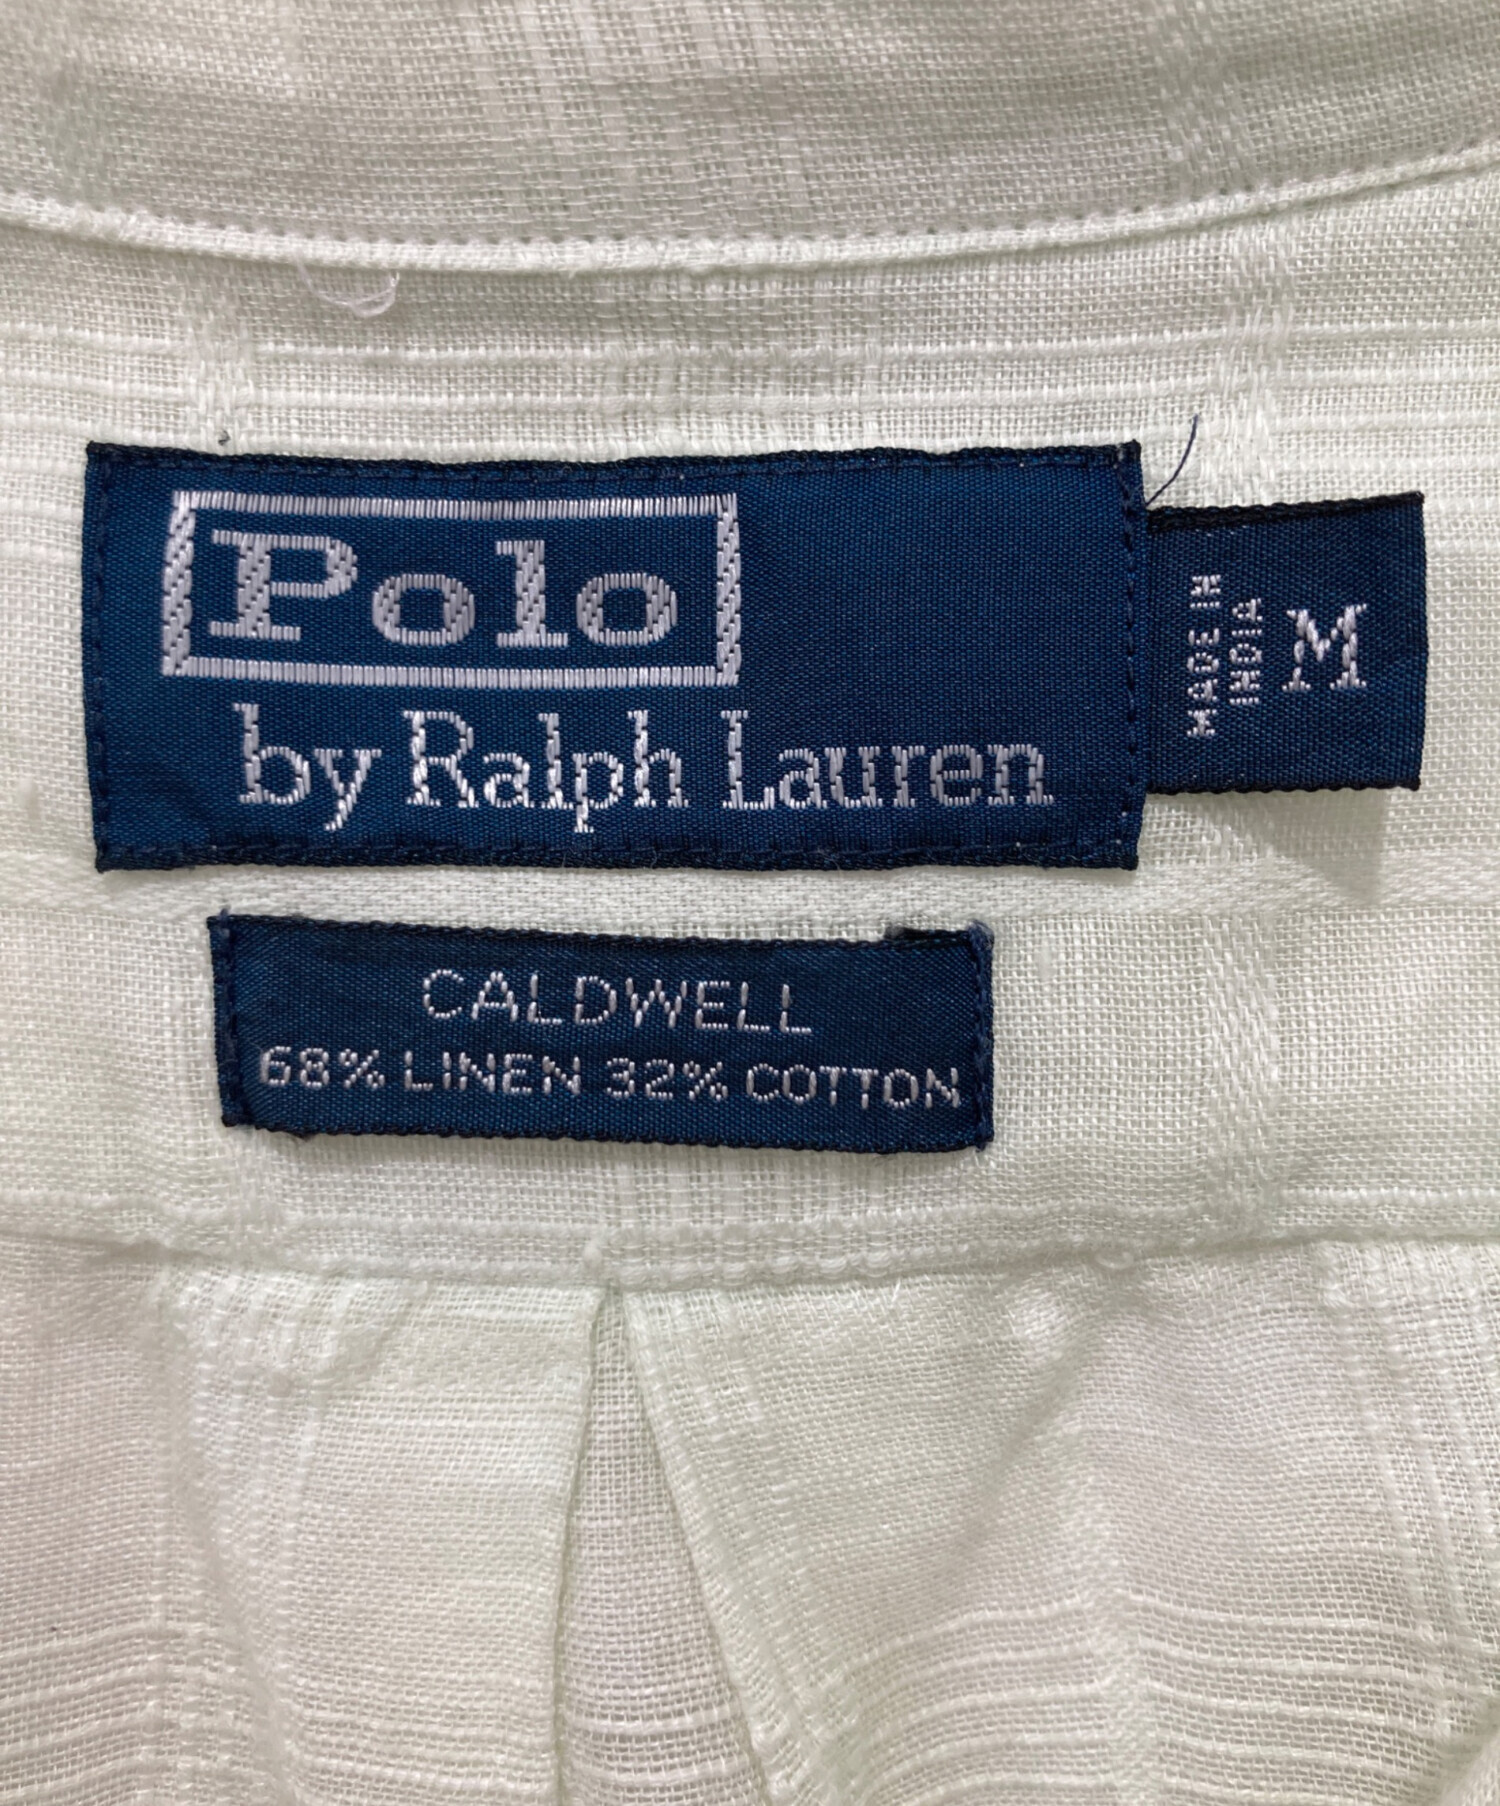 Polo
by Ralph Lauren
MADE IN
INDIA
M
CALDWELL
68% LINEN 32% COTTON